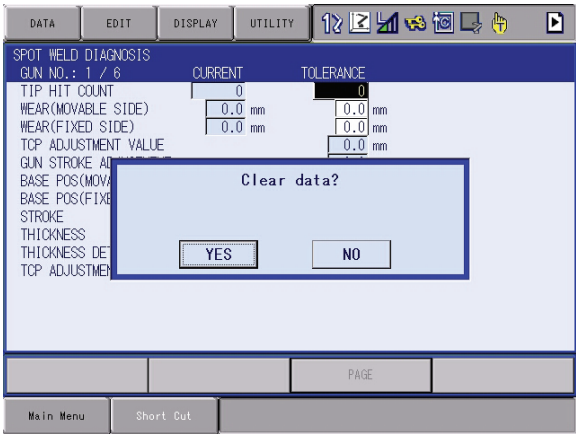 DATA EDIT DISPLAY UTILITY
SPOT WELD DIAGNOSIS
GUN NO.: 1 / 6 CURRENT TOLERANCE
TIP HIT COUNT 0 0
WEAR(MOVABLE SIDE) 0.0 mm 0.0 mm
WEAR(FIXED SIDE) 0.0 mm 0.0 mm
TCP ADJUSTMENT VALUE 0.0 mm
GUN STROKE
BASE POS(MOVA
BASE POS(FIXE
STROKE
THICKNESS
THICKNESS DET
TCP ADJUSTMEN
Clear data?
YES NO
PAGE
Main Menu Short Cut